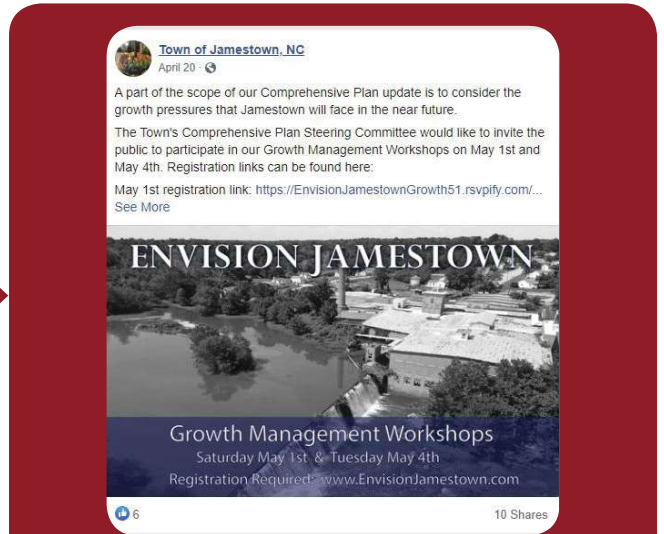 Town of Jamestown, NC
April 20 ·
A part of the scope of our Comprehensive Plan update is to consider the
growth pressures that Jamestown will face in the near future.
The Town's Comprehensive Plan Steering Committee would like to invite the
public to participate in our Growth Management Workshops on May 1st and
May 4th. Registration links can be found here:
May 1st registration link: https://EnvisionJamestownGrowth51.rsvpify.com/...
See More
ENVISION JAMESTOWN
Growth Management Workshops
Saturday May 1st & Tuesday May 4th
Registration Required: www.EnvisionJamestown.com
6
10 Shares